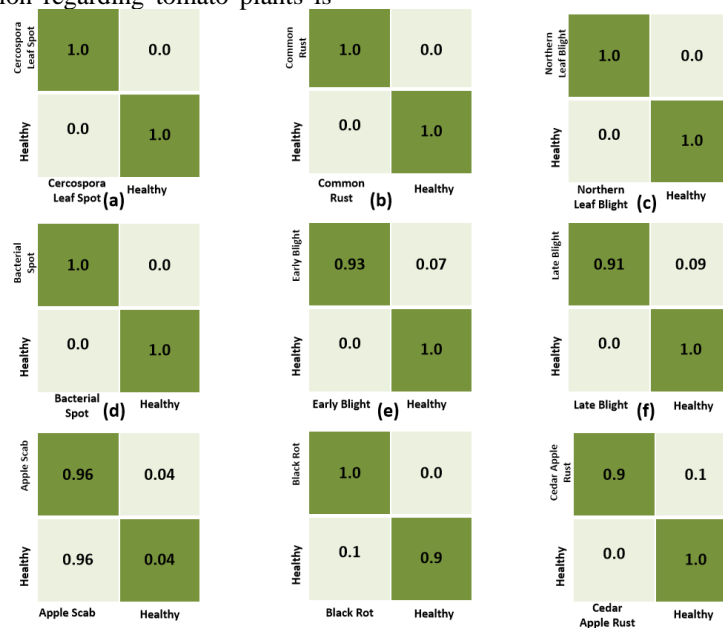 ion regarding tomato plants is
Cercospora
Leaf Spot
1.0 0.0
Healthy
0.0 1.0
Cercospora
Leaf Spot
Healthy
(a)
Common
Rust
1.0 0.0
Healthy
0.0 1.0
Common
Rust
Healthy
(b)
Northern
Leaf Blight
1.0 0.0
Healthy
0.0 1.0
Northern
Leaf Blight
Healthy
(c)
Bacterial
Spot
1.0 0.0
Healthy
0.0 1.0
Bacterial
Spot
Healthy
(d)
Early Blight
0.93 0.07
Healthy
0.0 1.0
Early Blight Healthy
(e)
Late Blight
0.91 0.09
Healthy
0.0 1.0
Late Blight Healthy
(f)
Apple Scab
0.96 0.04
Healthy
0.96 0.04
Apple Scab Healthy
Black Rot
1.0 0.0
Healthy
0.1 0.9
Black Rot Healthy
Cedar Apple
Rust
0.9 0.1
Healthy
0.0 1.0
Cedar
Apple Rust
Healthy